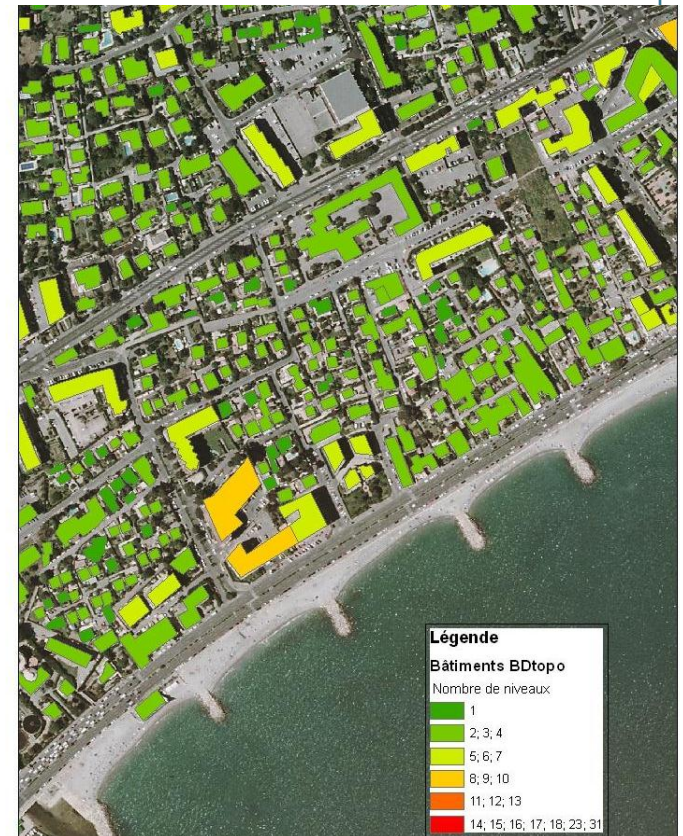 Légende
Bâtiments BDtopo
Nombre de niveaux
1
2; 3; 4
5; 6; 7
8; 9; 10
11; 12; 13
14; 15; 16; 17; 18; 23; 31